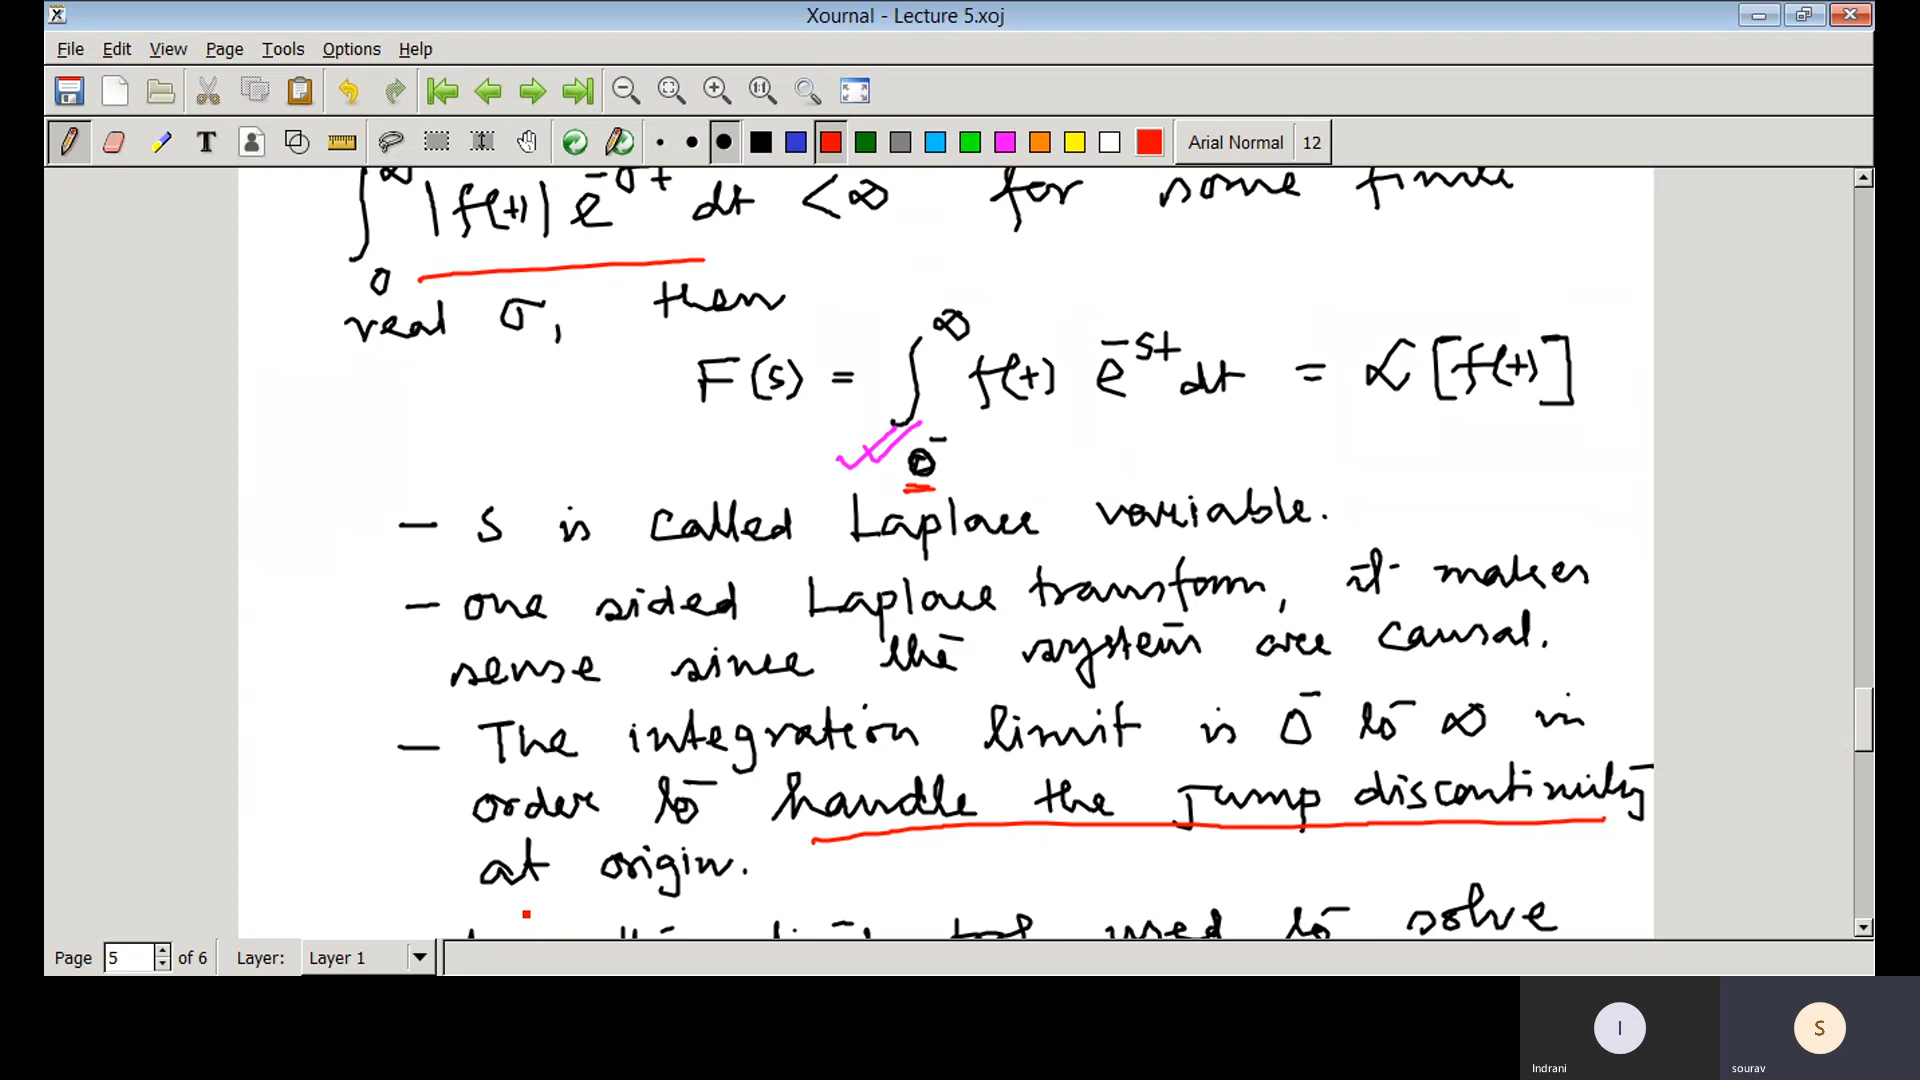 Xournal - Lecture 5.xoj
File Edit View Page Tools Options Help
Arial Normal 12
∫₀^∞ |f(t)| e^{-σt} dt < ∞ for some finite
real σ, then
F(s) = ∫_{0⁻}^∞ f(t) e^{-st} dt = ℒ[f(t)]
- s is called Laplace variable.
- one sided Laplace transform, it makes
sense since the system are causal.
- The integration limit is 0⁻ to ∞ in
order to handle the jump discontinuity
at origin.
used to solve
Page 5 of 6 Layer: Layer 1
I S
Indrani sourav